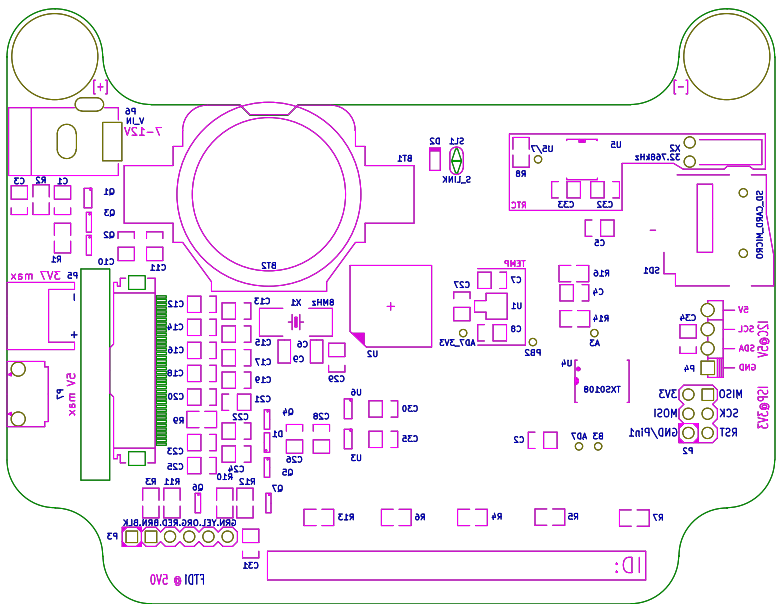 [+]
[-]
P6
V_IN
7-12V
D2
SL1
S_LINK
U5/7
U5
X2
32.768kHz
R8
BT1
C3
R2
C1
Q1
Q3
Q2
R1
C10
C11
C33
C32
RTC
C5
SD_CARD_MICRO
SD1
3V7 max
P5
BT2
TEMP
C7
C27
R16
C4
C12
C13
X1
8MHz
U1
R14
5V
I2C@5V
C34
SCL
C14
C8
A3
AD7_3V3
PB2
SDA
C15
C6
C9
U2
C16
C17
C29
U4
P4
GND
C18
C19
5V max
TXS0108
P7
C20
C21
U6
C30
3V3
MISO
ISP@3V3
R9
C22
Q4
C28
MOSI
SCK
D1
C23
C26
U3
C35
C2
AD7
B3
GND/Pin1
RST
P2
C24
C25
Q5
R10
R3
R11
Q6
R12
Q7
GRN.YEL.ORG.RED.BRN.BLK
R13
R6
R4
R5
R7
P3
C31
FTDI @ 5V0
ID: